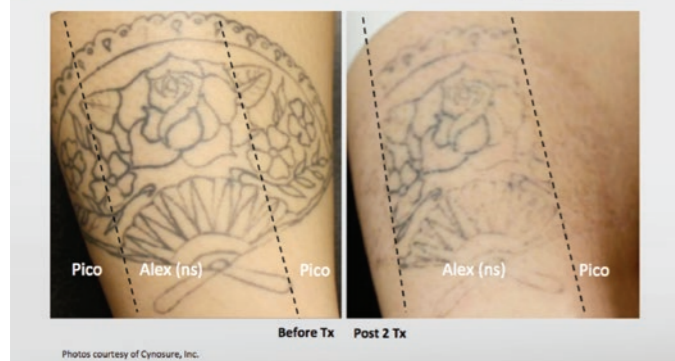 Pico Alex (ns) Pico
Alex (ns) Pico
Before Tx Post 2 Tx
Photos courtesy of Cynosure, Inc.